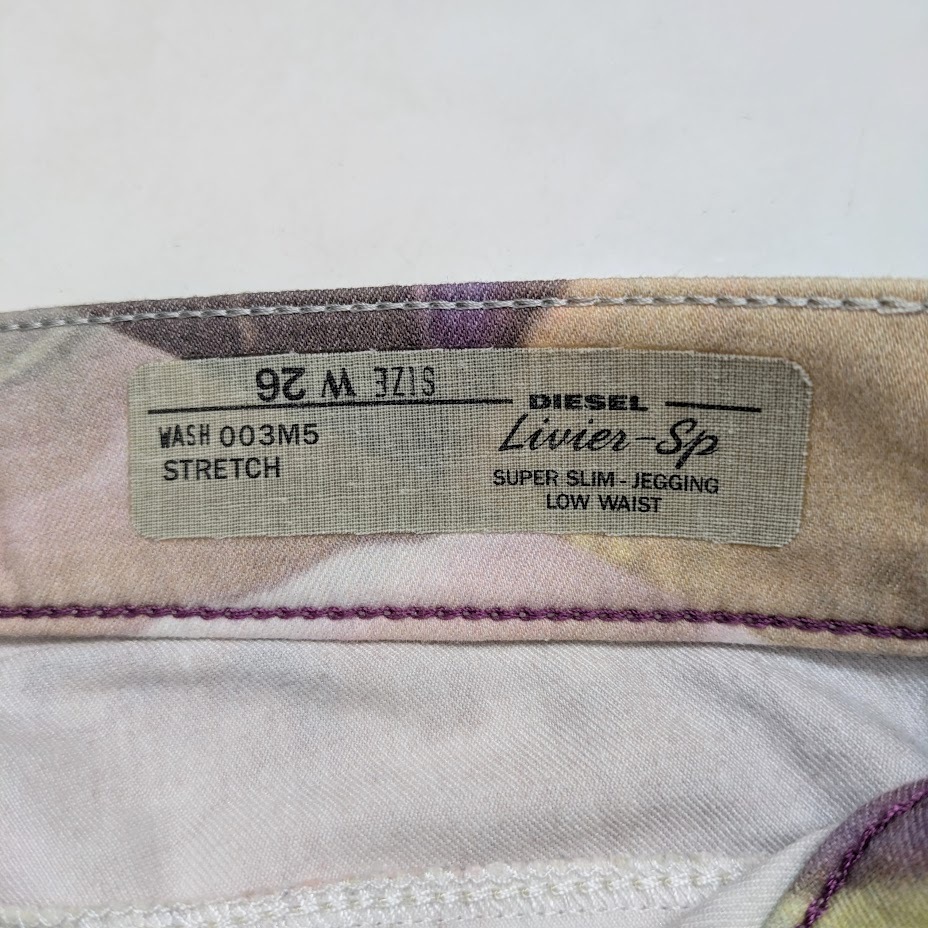 SIZE W 26
DIESEL
Livier-Sp
WASH 003M5
STRETCH
SUPER SLIM - JEGGING
LOW WAIST